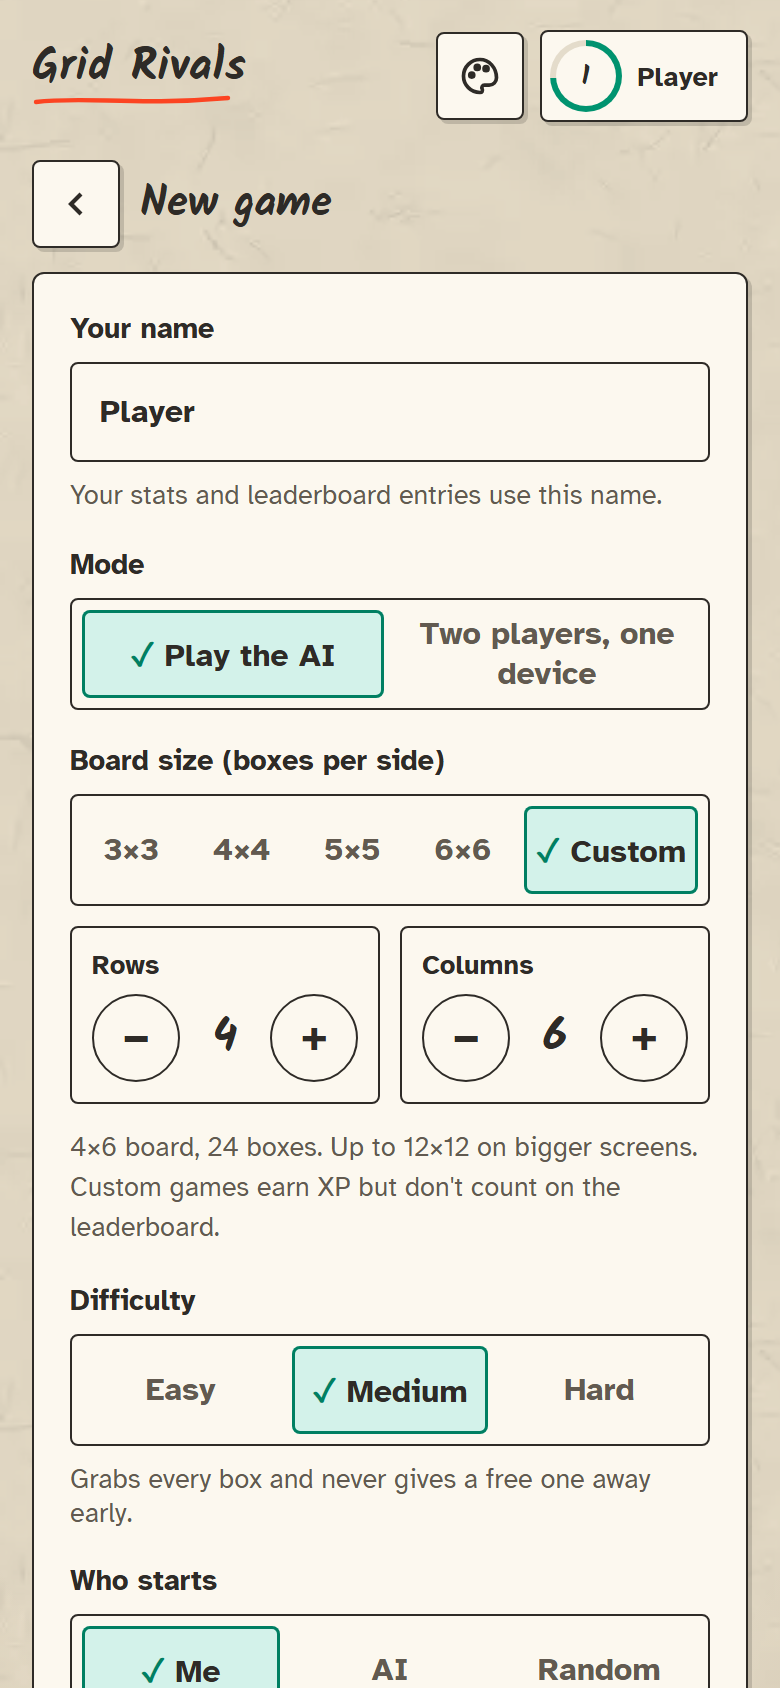 Grid Rivals
1
Player
New game
Your name
Player
Your stats and leaderboard entries use this name.
Mode
✓ Play the AI
Two players, one
device
Board size (boxes per side)
3×3 4×4 5×5 6×6 ✓ Custom
Rows
− 4 +
Columns
− 6 +
4×6 board, 24 boxes. Up to 12×12 on bigger screens.
Custom games earn XP but don't count on the
leaderboard.
Difficulty
Easy ✓ Medium Hard
Grabs every box and never gives a free one away
early.
Who starts
✓ Me AI Random